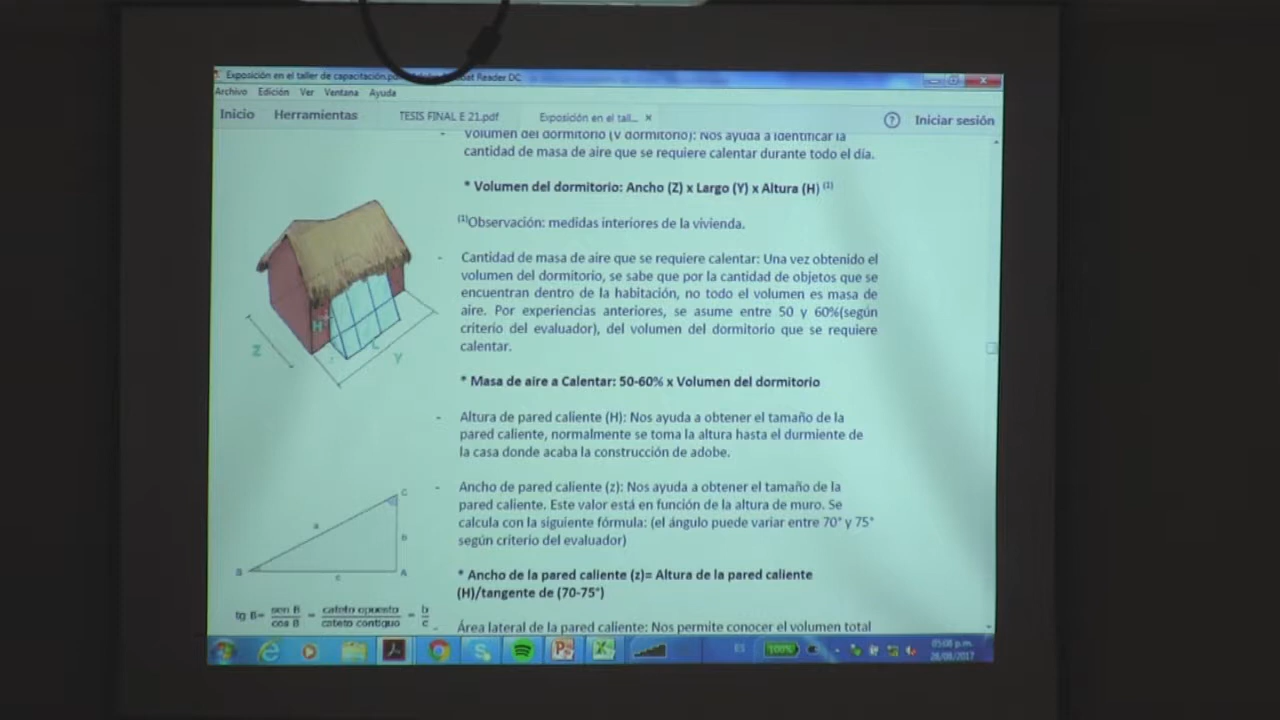 Exposición en el taller de capacitación.pdf Reader DC
Archivo Edición Ver Ventana Ayuda
Inicio Herramientas TESIS FINAL E 21.pdf Exposición en el tall... × ? Iniciar sesión
- Volumen del dormitorio (V dormitorio): Nos ayuda a identificar la
cantidad de masa de aire que se requiere calentar durante todo el día.
* Volumen del dormitorio: Ancho (Z) x Largo (Y) x Altura (H) (1)
(1)Observación: medidas interiores de la vivienda.
- Cantidad de masa de aire que se requiere calentar: Una vez obtenido el
volumen del dormitorio, se sabe que por la cantidad de objetos que se
encuentran dentro de la habitación, no todo el volumen es masa de
aire. Por experiencias anteriores, se asume entre 50 y 60%(según
criterio del evaluador), del volumen del dormitorio que se requiere
calentar.
H
Z
L
Y
* Masa de aire a Calentar: 50-60% x Volumen del dormitorio
- Altura de pared caliente (H): Nos ayuda a obtener el tamaño de la
pared caliente, normalmente se toma la altura hasta el durmiente de
la casa donde acaba la construcción de adobe.
- Ancho de pared caliente (z): Nos ayuda a obtener el tamaño de la
pared caliente. Este valor está en función de la altura de muro. Se
calcula con la siguiente fórmula: (el ángulo puede variar entre 70° y 75°
según criterio del evaluador)
C
a
b
B
c
A
* Ancho de la pared caliente (z)= Altura de la pared caliente
(H)/tangente de (70-75°)
tg B= sen B / cos B = cateto opuesto / cateto contiguo = b / c
- Área lateral de la pared caliente: Nos permite conocer el volumen total
ES 100% 05:06 p.m.
26/08/2017